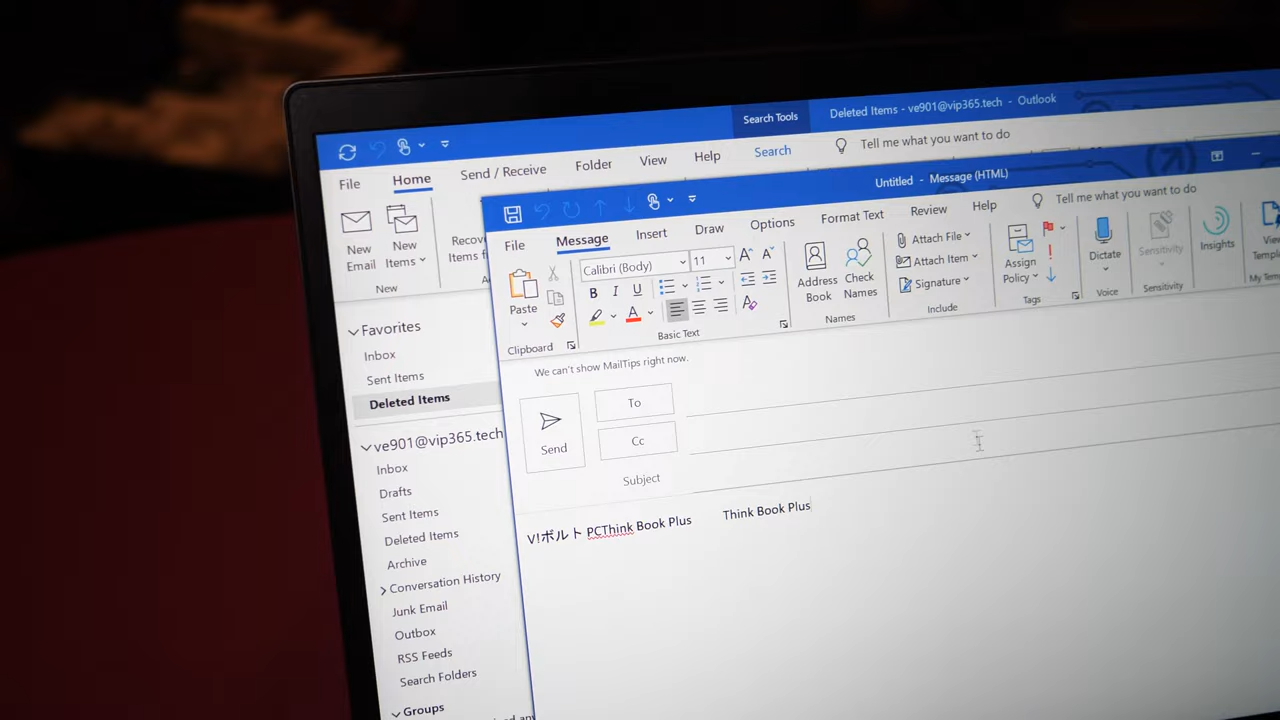 Search Tools
Deleted Items - ve901@vip365.tech - Outlook
File
Home
Send / Receive
Folder
View
Help
Search
Tell me what you want to do
New Email
New Items
New
Untitled - Message (HTML)
File
Message
Insert
Draw
Options
Format Text
Review
Help
Tell me what you want to do
Paste
Clipboard
Calibri (Body)
11
B I U
Basic Text
Address Book
Check Names
Names
Attach File
Attach Item
Signature
Include
Assign Policy
Tags
Dictate
Voice
Sensitivity
Sensitivity
Insights
We can't show MailTips right now.
Send
To
Cc
Subject
V!ボルト PCThink Book Plus Think Book Plus
Favorites
Inbox
Sent Items
Deleted Items
ve901@vip365.tech
Inbox
Drafts
Sent Items
Deleted Items
Archive
Conversation History
Junk Email
Outbox
RSS Feeds
Search Folders
Groups